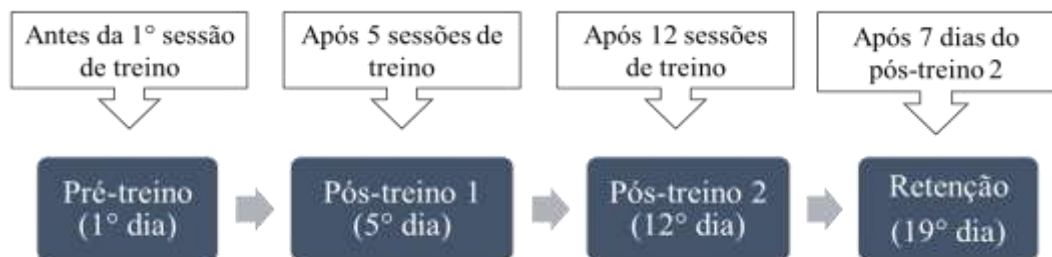 Antes da 1° sessão
de treino
Após 5 sessões de
treino
Após 12 sessões
de treino
Após 7 dias do
pós-treino 2
Pré-treino
(1° dia)
Pós-treino 1
(5° dia)
Pós-treino 2
(12° dia)
Retenção
(19° dia)